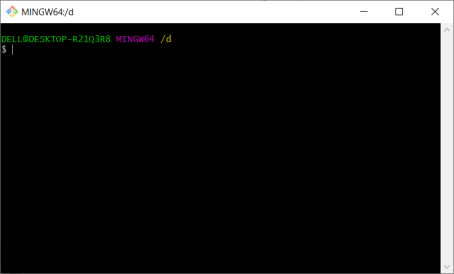 MINGW64:/d
DELL@DESKTOP-R21Q3R8 MINGW64 /d
$